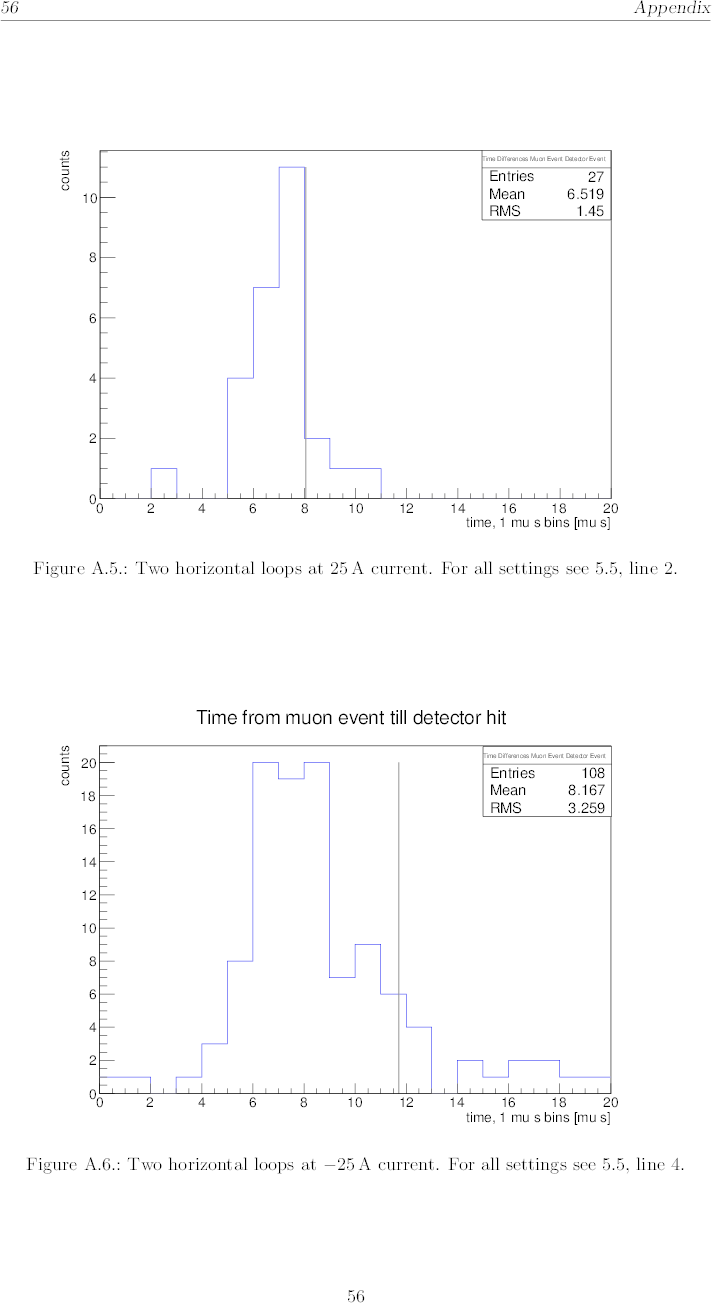 56 Appendix
counts
Time Differences Muon Event Detector Event
Entries 27
Mean 6.519
RMS 1.45
10
8
6
4
2
0
0 2 4 6 8 10 12 14 16 18 20
time, 1 mu s bins [mu s]
Figure A.5.: Two horizontal loops at 25 A current. For all settings see 5.5, line 2.
Time from muon event till detector hit
counts
Time Differences Muon Event Detector Event
Entries 108
Mean 8.167
RMS 3.259
20
18
16
14
12
10
8
6
4
2
0
0 2 4 6 8 10 12 14 16 18 20
time, 1 mu s bins [mu s]
Figure A.6.: Two horizontal loops at −25 A current. For all settings see 5.5, line 4.
56